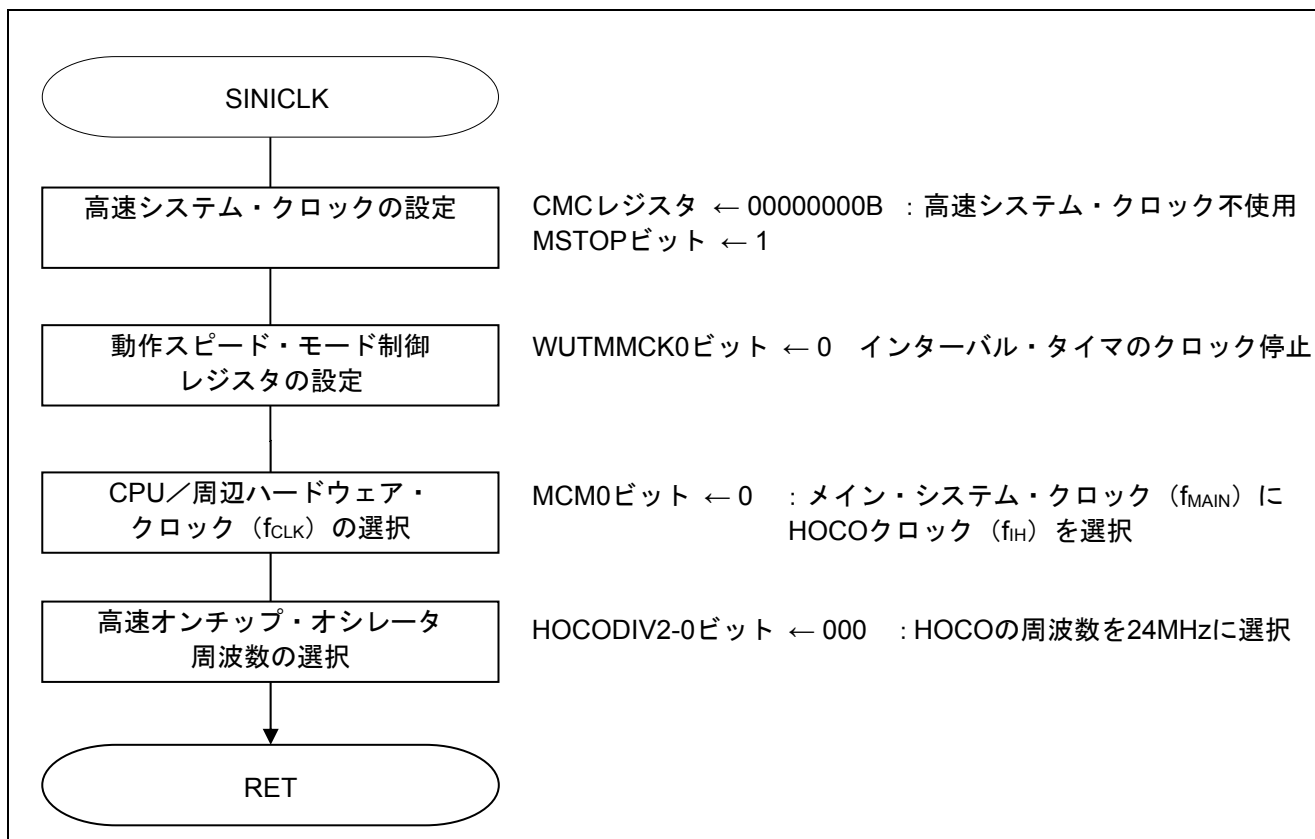 SINICLK
高速システム・クロックの設定
CMCレジスタ ← 00000000B ：高速システム・クロック不使用
MSTOPビット ← 1
動作スピード・モード制御
レジスタの設定
WUTMMCK0ビット ← 0 インターバル・タイマのクロック停止
CPU／周辺ハードウェア・
クロック（fCLK）の選択
MCM0ビット ← 0 ：メイン・システム・クロック（fMAIN）に
HOCOクロック（fIH）を選択
高速オンチップ・オシレータ
周波数の選択
HOCODIV2-0ビット ← 000 ：HOCOの周波数を24MHzに選択
RET